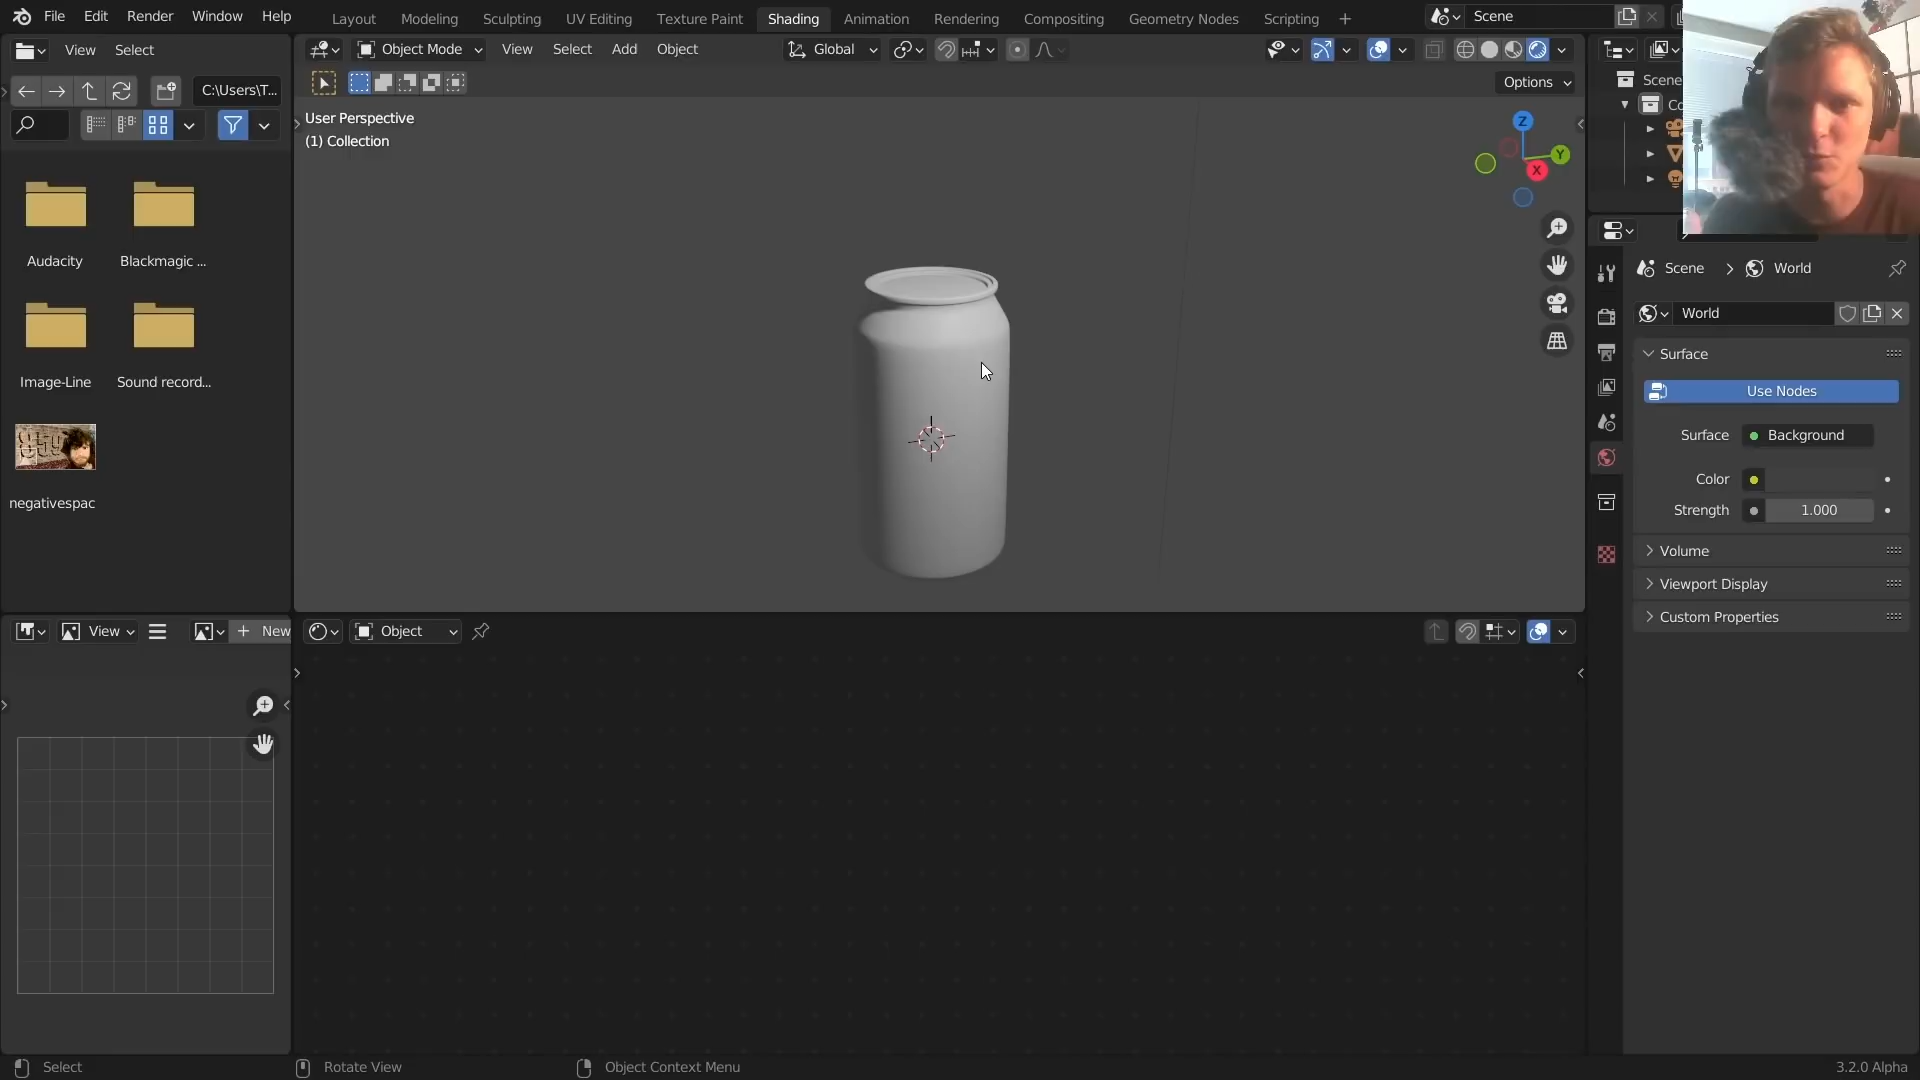 File Edit Render Window Help
Layout Modeling Sculpting UV Editing Texture Paint Shading Animation Rendering Compositing Geometry Nodes Scripting
Scene
View Select
Object Mode View Select Add Object
Global
C:\Users\T...
Options
User Perspective
(1) Collection
Z
Y
X
Scene
Co
Audacity
Blackmagic ...
Image-Line
Sound record...
negativespac
Scene > World
World
Surface
Use Nodes
Surface Background
Color
Strength 1.000
Volume
Viewport Display
Custom Properties
View
New
Object
Select
Rotate View
Object Context Menu
3.2.0 Alpha